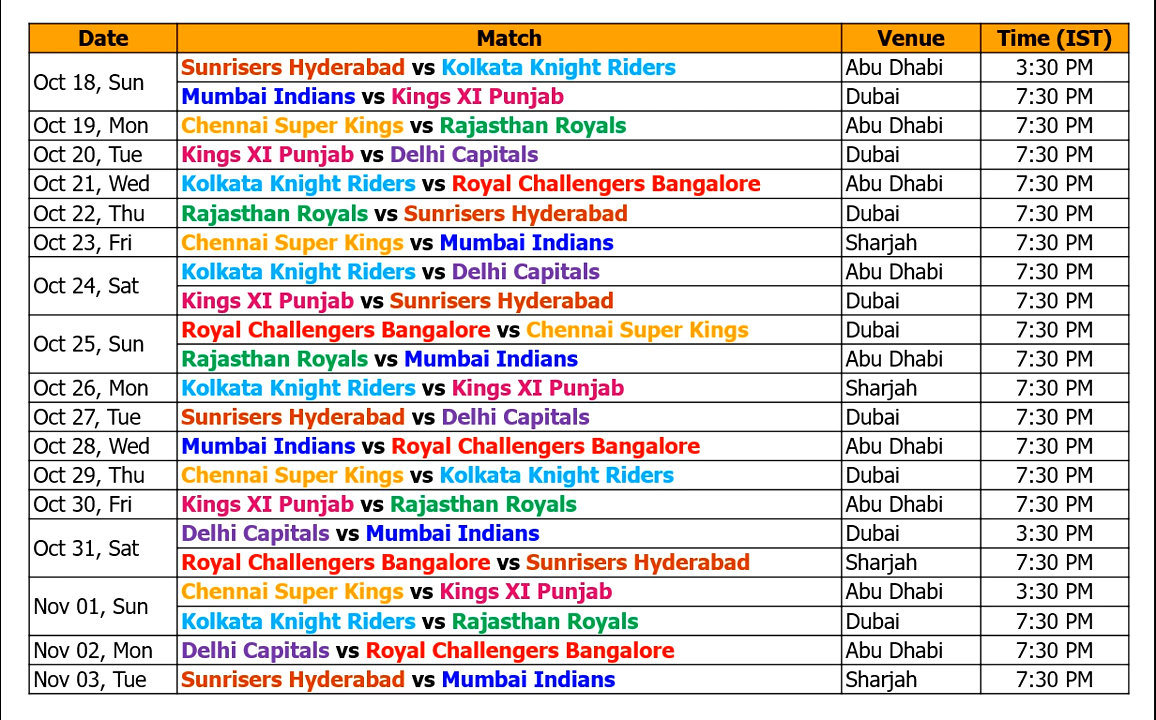 Date Match Venue Time (IST)
Oct 18, Sun Sunrisers Hyderabad vs Kolkata Knight Riders Abu Dhabi 3:30 PM
Mumbai Indians vs Kings XI Punjab Dubai 7:30 PM
Oct 19, Mon Chennai Super Kings vs Rajasthan Royals Abu Dhabi 7:30 PM
Oct 20, Tue Kings XI Punjab vs Delhi Capitals Dubai 7:30 PM
Oct 21, Wed Kolkata Knight Riders vs Royal Challengers Bangalore Abu Dhabi 7:30 PM
Oct 22, Thu Rajasthan Royals vs Sunrisers Hyderabad Dubai 7:30 PM
Oct 23, Fri Chennai Super Kings vs Mumbai Indians Sharjah 7:30 PM
Oct 24, Sat Kolkata Knight Riders vs Delhi Capitals Abu Dhabi 7:30 PM
Kings XI Punjab vs Sunrisers Hyderabad Dubai 7:30 PM
Oct 25, Sun Royal Challengers Bangalore vs Chennai Super Kings Dubai 7:30 PM
Rajasthan Royals vs Mumbai Indians Abu Dhabi 7:30 PM
Oct 26, Mon Kolkata Knight Riders vs Kings XI Punjab Sharjah 7:30 PM
Oct 27, Tue Sunrisers Hyderabad vs Delhi Capitals Dubai 7:30 PM
Oct 28, Wed Mumbai Indians vs Royal Challengers Bangalore Abu Dhabi 7:30 PM
Oct 29, Thu Chennai Super Kings vs Kolkata Knight Riders Dubai 7:30 PM
Oct 30, Fri Kings XI Punjab vs Rajasthan Royals Abu Dhabi 7:30 PM
Oct 31, Sat Delhi Capitals vs Mumbai Indians Dubai 3:30 PM
Royal Challengers Bangalore vs Sunrisers Hyderabad Sharjah 7:30 PM
Nov 01, Sun Chennai Super Kings vs Kings XI Punjab Abu Dhabi 3:30 PM
Kolkata Knight Riders vs Rajasthan Royals Dubai 7:30 PM
Nov 02, Mon Delhi Capitals vs Royal Challengers Bangalore Abu Dhabi 7:30 PM
Nov 03, Tue Sunrisers Hyderabad vs Mumbai Indians Sharjah 7:30 PM